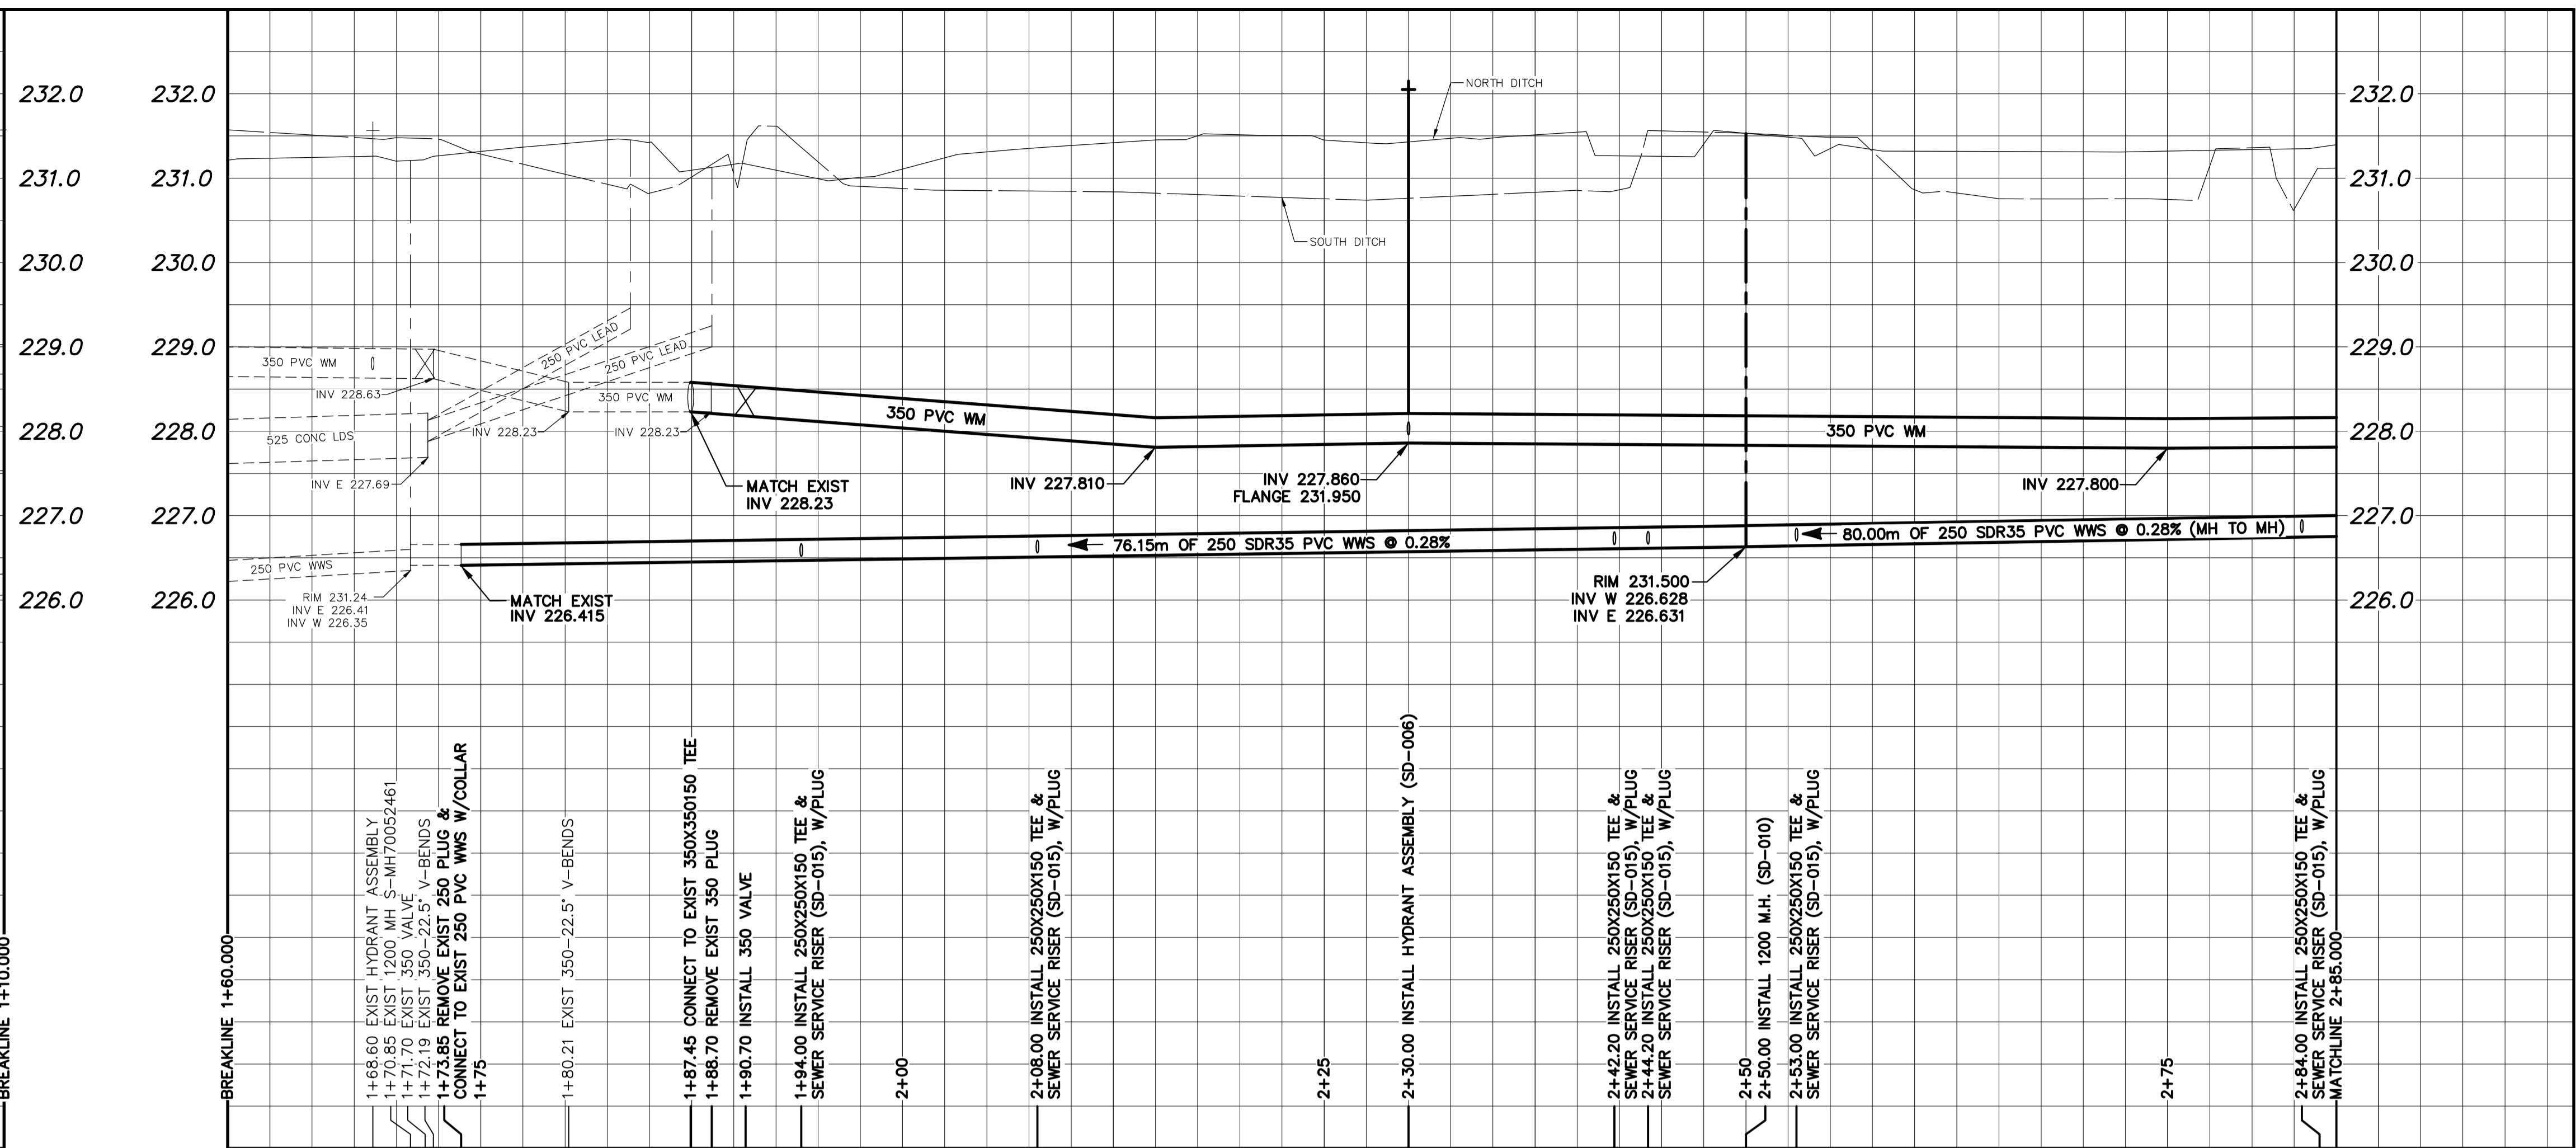 232.0
231.0
230.0
229.0
228.0
227.0
226.0
232.0
231.0
230.0
229.0
228.0
227.0
226.0
232.0
231.0
230.0
229.0
228.0
227.0
226.0
NORTH DITCH
SOUTH DITCH
350 PVC WM
INV 228.63
525 CONC LDS
INV E 227.69
250 PVC WWS
RIM 231.24
INV E 226.41
INV W 226.35
250 PVC LEAD
250 PVC LEAD
INV 228.23
350 PVC WM
INV 228.23
MATCH EXIST
INV 228.23
MATCH EXIST
INV 226.415
350 PVC WM
INV 227.810
INV 227.860
FLANGE 231.950
76.15m OF 250 SDR35 PVC WWS @ 0.28%
RIM 231.500
INV W 226.628
INV E 226.631
350 PVC WM
INV 227.800
80.00m OF 250 SDR35 PVC WWS @ 0.28% (MH TO MH)
BREAKLINE 1+10.000
BREAKLINE 1+60.000
1+68.60 EXIST HYDRANT ASSEMBLY
1+70.85 EXIST 1200 MH S-MH70052461
1+71.70 EXIST 350 VALVE
1+72.19 EXIST 350-22.5° V-BENDS
1+73.85 REMOVE EXIST 250 PLUG &
CONNECT TO EXIST 250 PVC WWS W/COLLAR
1+75
1+80.21 EXIST 350-22.5° V-BENDS
1+87.45 CONNECT TO EXIST 350X350150 TEE
1+88.70 REMOVE EXIST 350 PLUG
1+90.70 INSTALL 350 VALVE
1+94.00 INSTALL 250X250X150 TEE &
SEWER SERVICE RISER (SD-015), W/PLUG
2+00
2+08.00 INSTALL 250X250X150 TEE &
SEWER SERVICE RISER (SD-015), W/PLUG
2+25
2+30.00 INSTALL HYDRANT ASSEMBLY (SD-006)
2+42.20 INSTALL 250X250X150 TEE &
SEWER SERVICE RISER (SD-015), W/PLUG
2+44.20 INSTALL 250X250X150 TEE &
SEWER SERVICE RISER (SD-015), W/PLUG
2+50
2+50.00 INSTALL 1200 M.H. (SD-010)
2+53.00 INSTALL 250X250X150 TEE &
SEWER SERVICE RISER (SD-015), W/PLUG
2+75
2+84.00 INSTALL 250X250X150 TEE &
SEWER SERVICE RISER (SD-015), W/PLUG
MATCHLINE 2+85.000